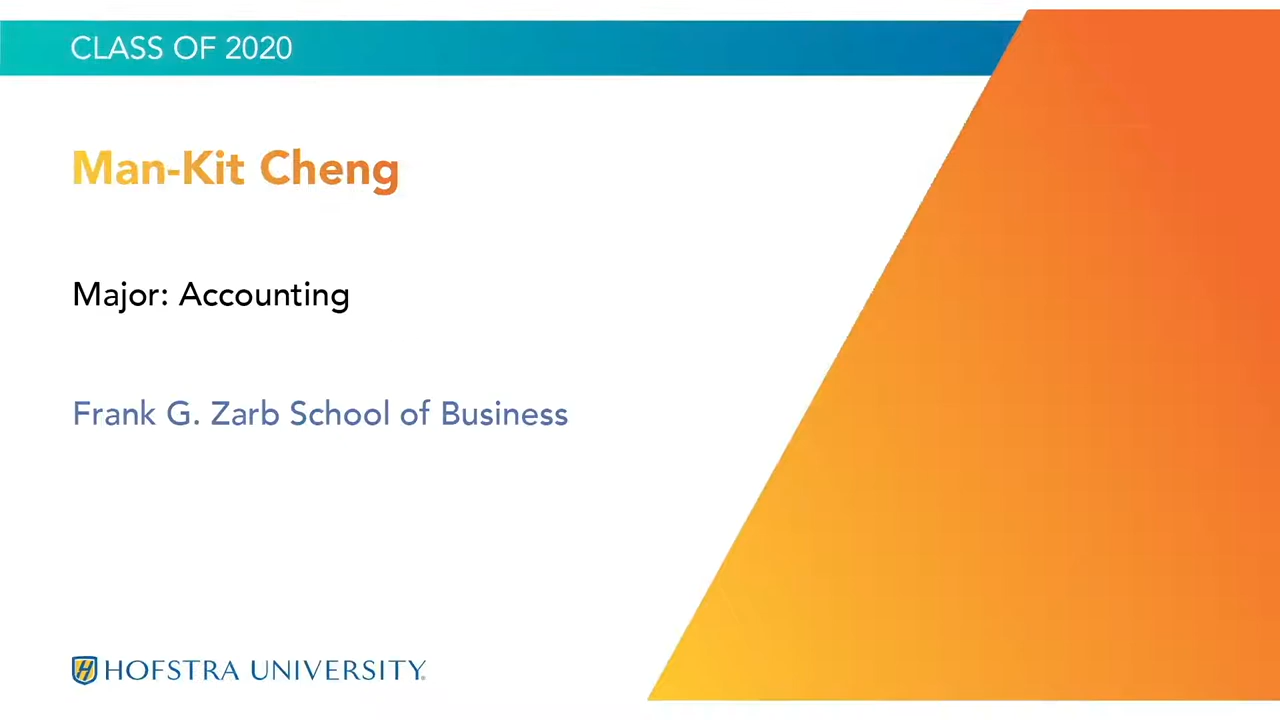 CLASS OF 2020
Man-Kit Cheng
Major: Accounting
Frank G. Zarb School of Business
H HOFSTRA UNIVERSITY®